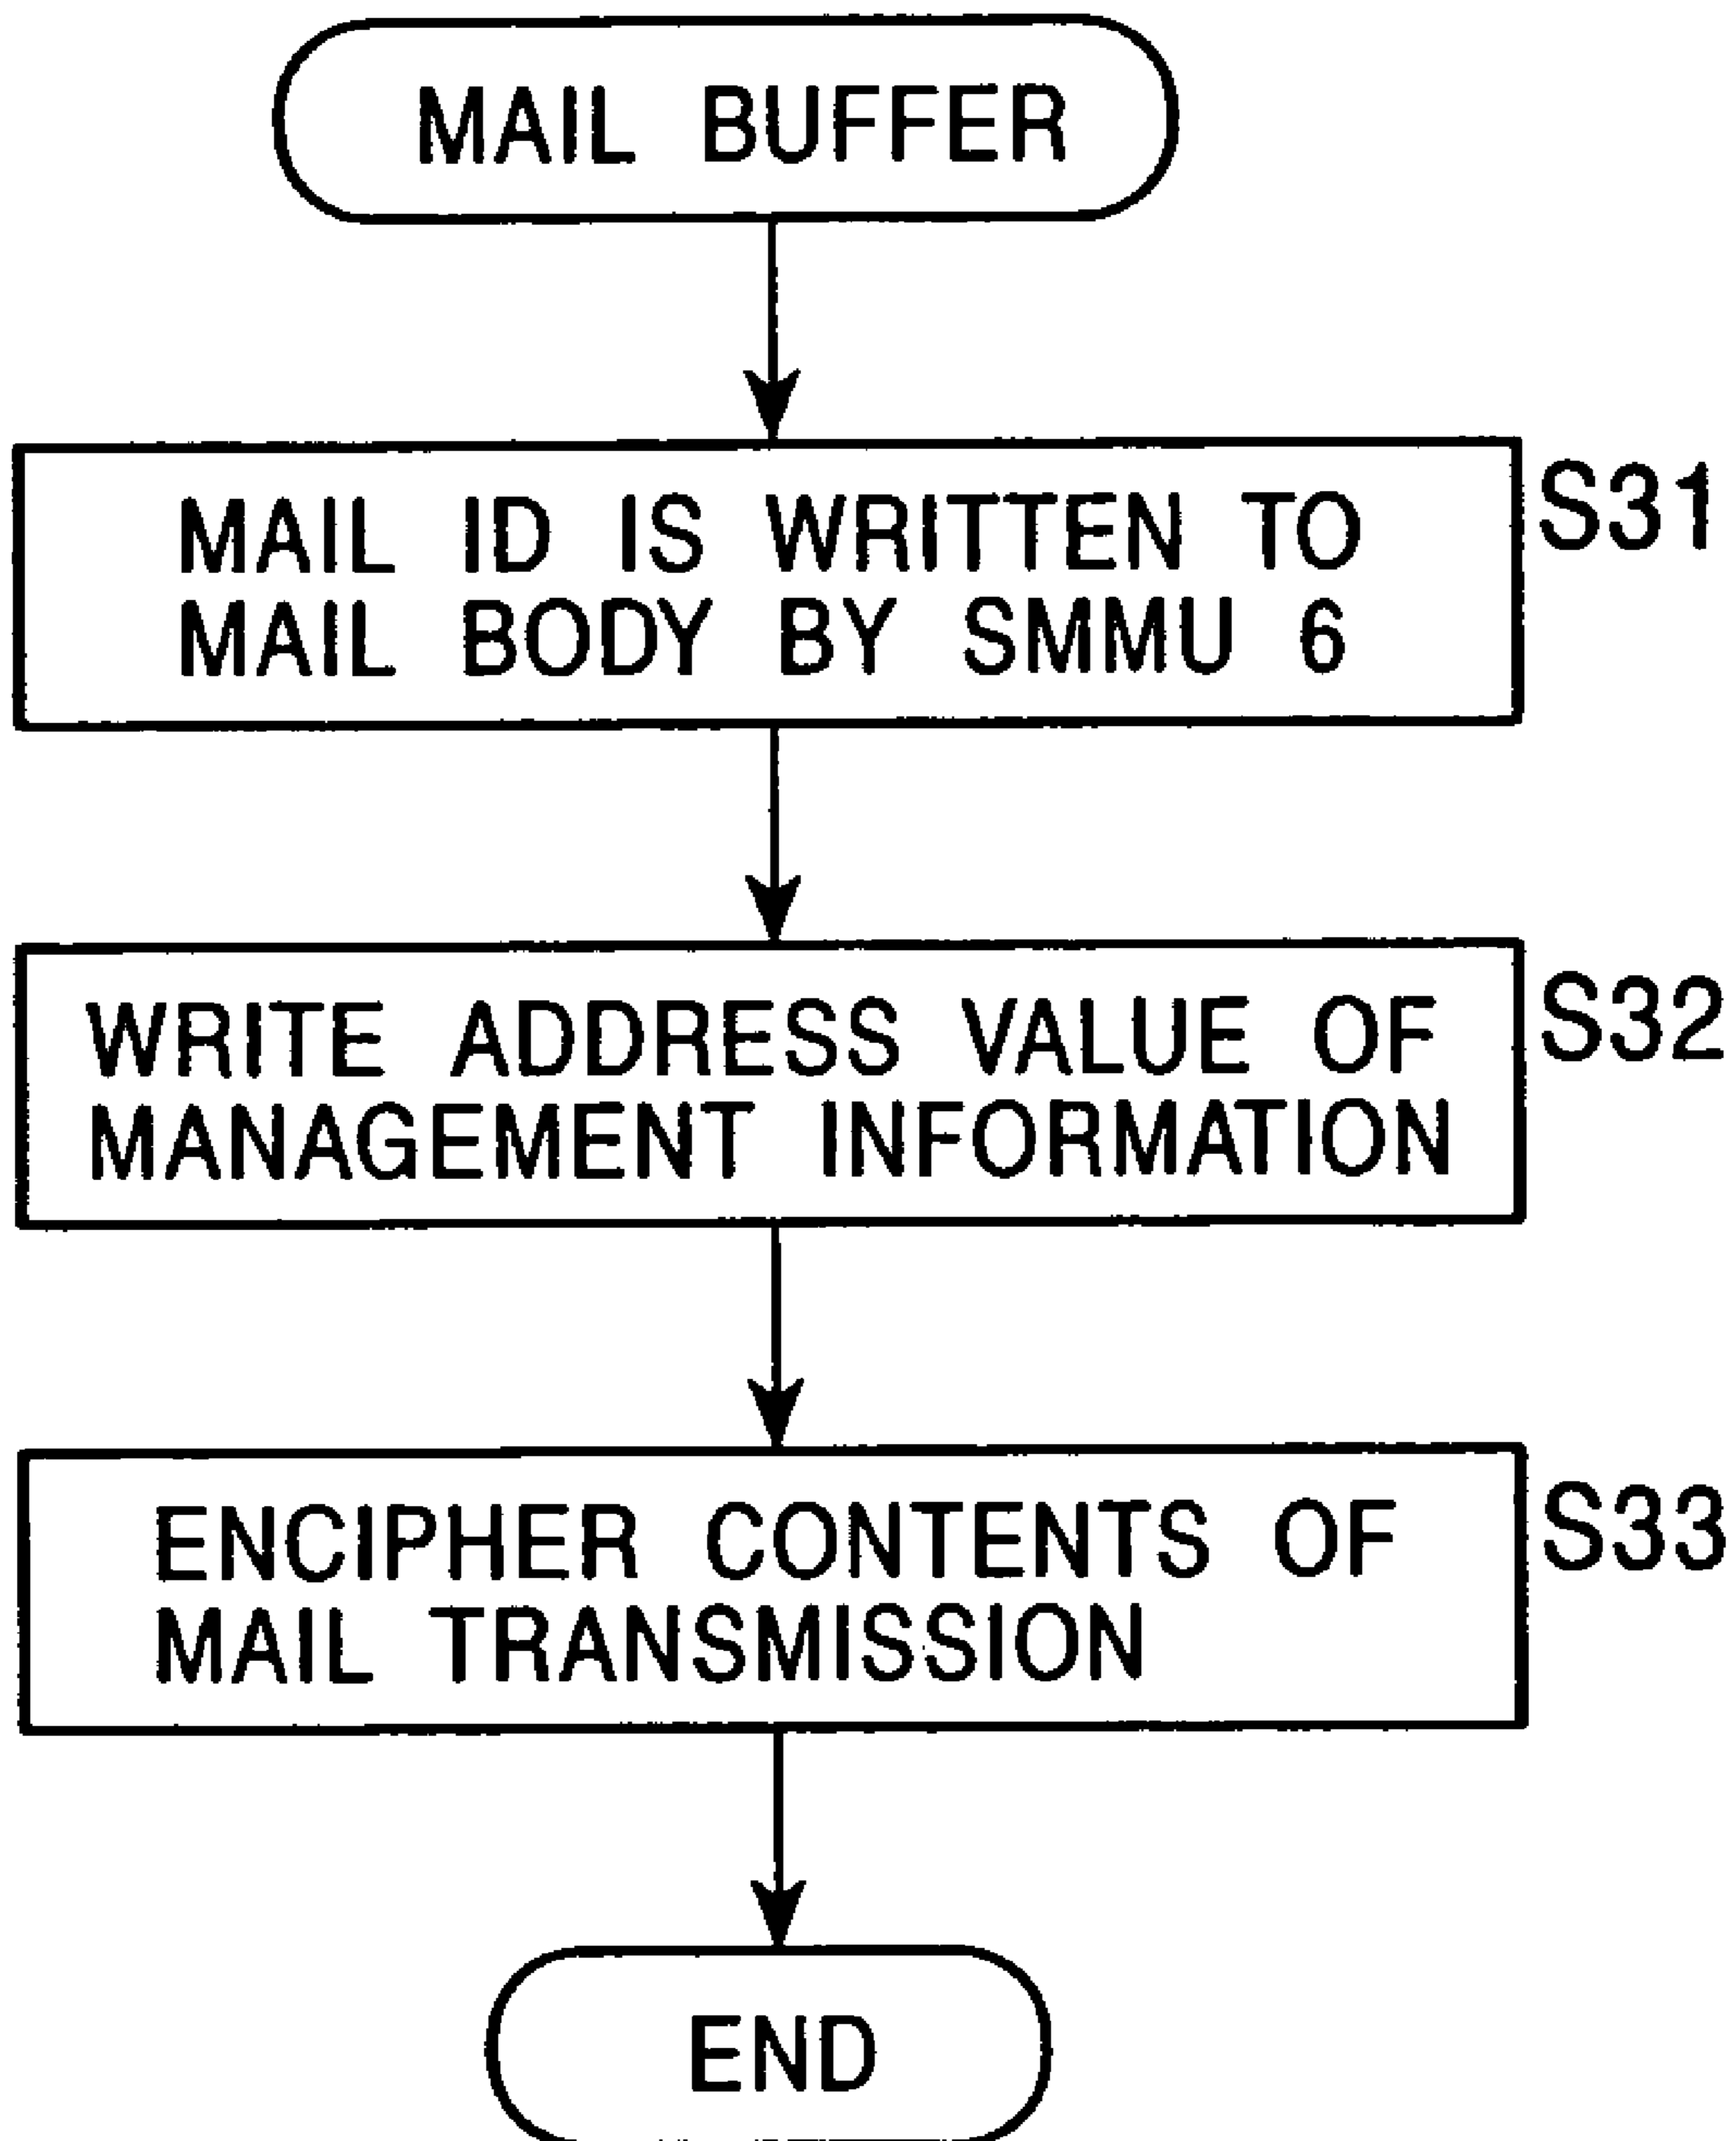 MAIL BUFFER
MAIL ID IS WRITTEN TO
MAIL BODY BY SMMU 6
S31
WRITE ADDRESS VALUE OF
MANAGEMENT INFORMATION
S32
ENCIPHER CONTENTS OF
MAIL TRANSMISSION
S33
END